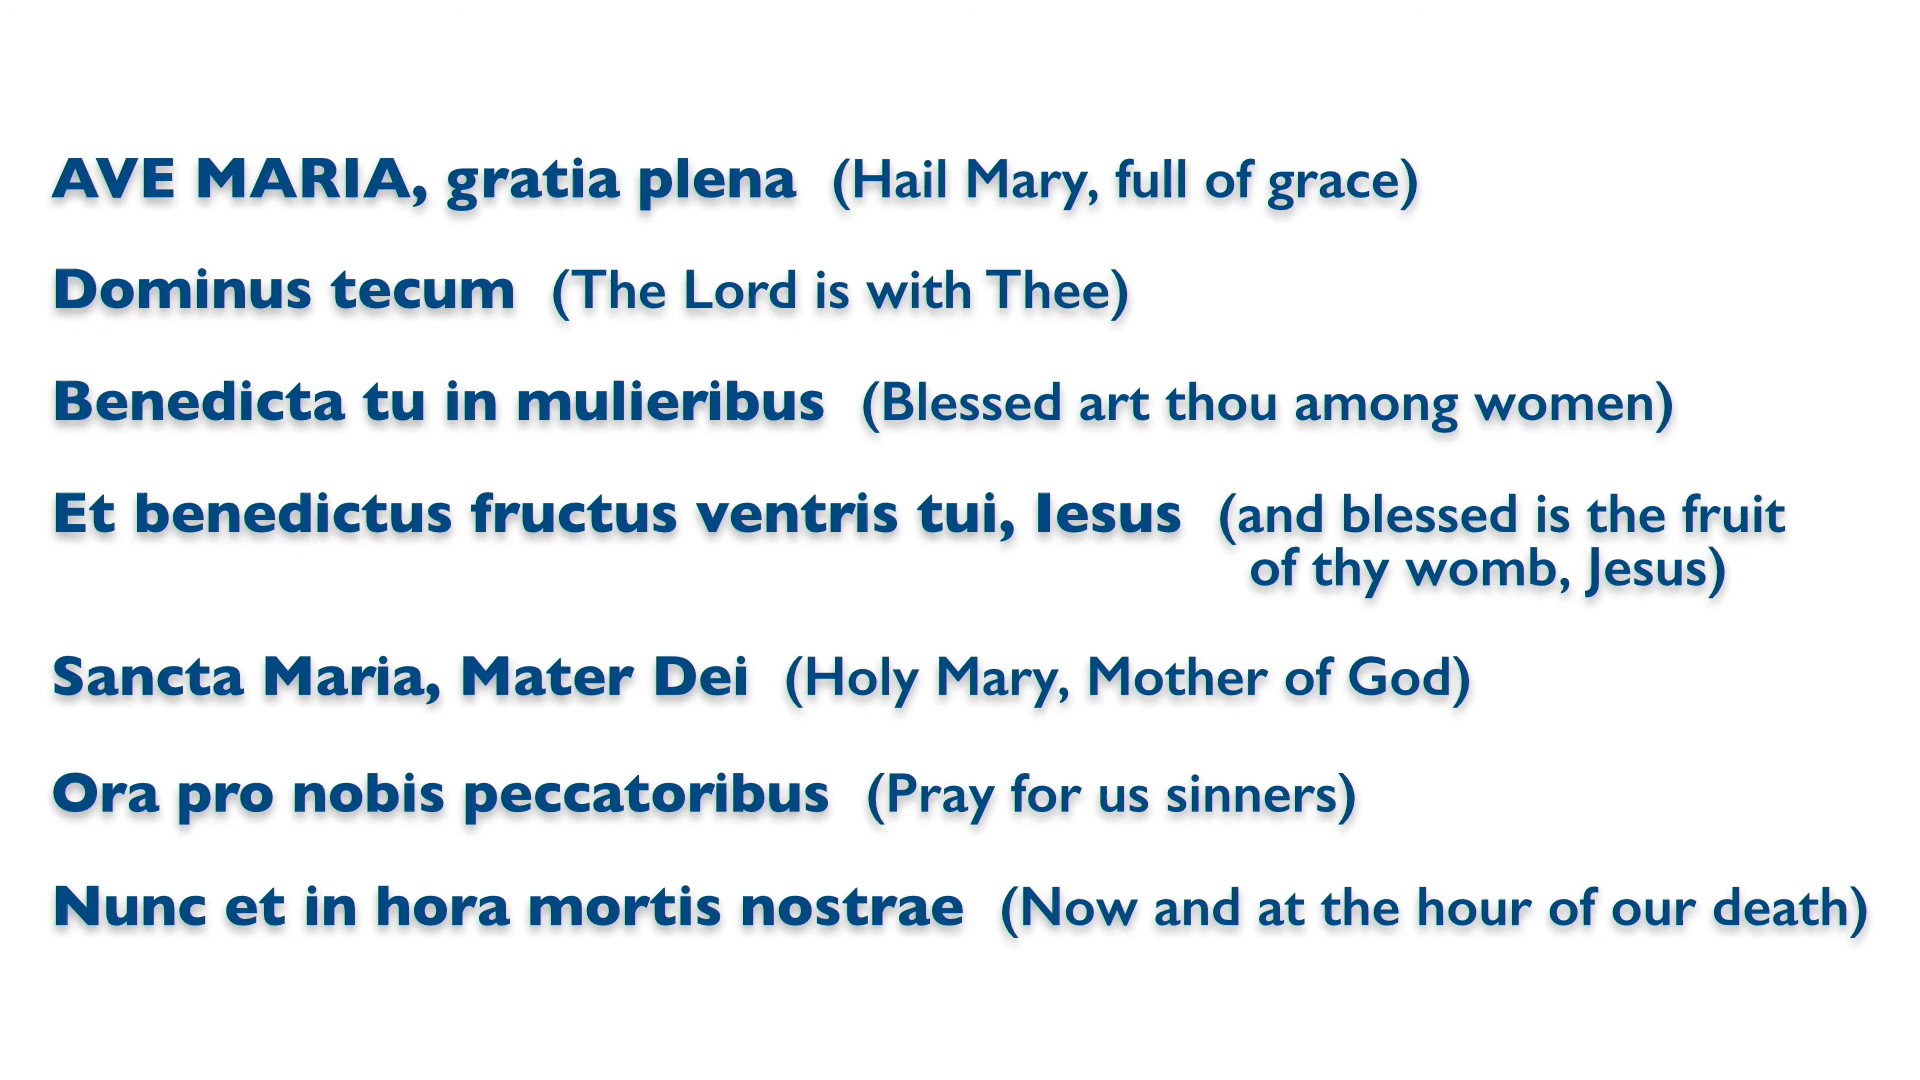 AVE MARIA, gratia plena (Hail Mary, full of grace)
Dominus tecum (The Lord is with Thee)
Benedicta tu in mulieribus (Blessed art thou among women)
Et benedictus fructus ventris tui, Iesus (and blessed is the fruit
of thy womb, Jesus)
Sancta Maria, Mater Dei (Holy Mary, Mother of God)
Ora pro nobis peccatoribus (Pray for us sinners)
Nunc et in hora mortis nostrae (Now and at the hour of our death)